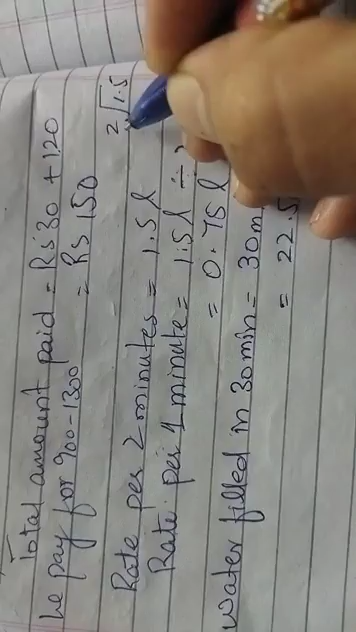 Total amount paid = Rs 30 + 120
he pay for 900-1300 = Rs 150
2√1.5
Rate per 2 minutes = 1.5 l
Rate per 1 minute = 1.5 l ÷
= 0.75 l
water filled in 30 min = 30 m
= 22.5